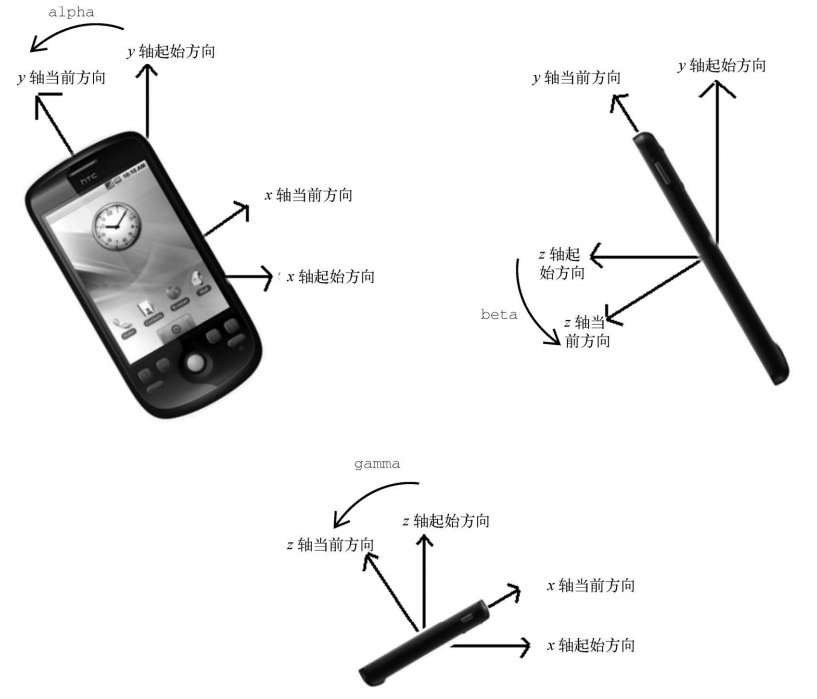 alpha
y 轴起始方向
y 轴当前方向
hTC
10:10 AM
x 轴当前方向
x 轴起始方向
y 轴起始方向
y 轴当前方向
z 轴起
始方向
beta
z 轴当
前方向
gamma
z 轴起始方向
z 轴当前方向
x 轴当前方向
x 轴起始方向